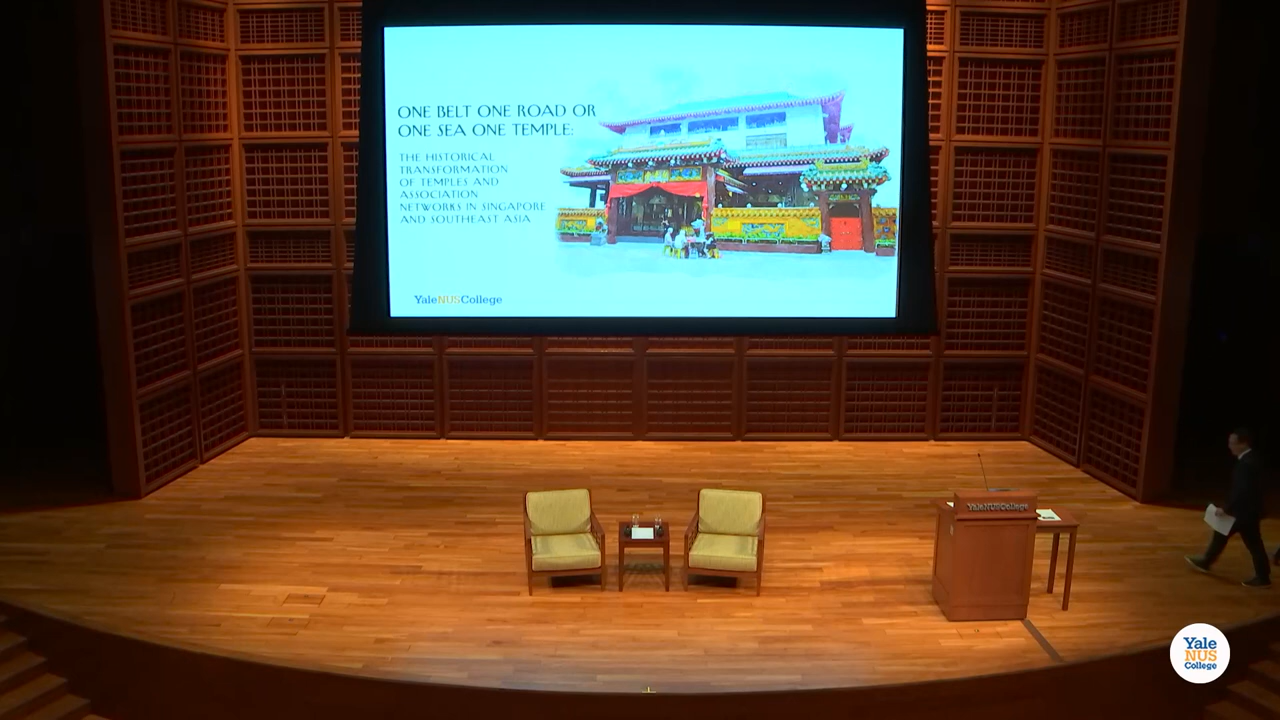 ONE BELT ONE ROAD OR
ONE SEA ONE TEMPLE:
THE HISTORICAL
TRANSFORMATION
OF TEMPLES AND
ASSOCIATION
NETWORKS IN SINGAPORE
AND SOUTHEAST ASIA
YaleNUSCollege
YaleNUSCollege
Yale
NUS
College